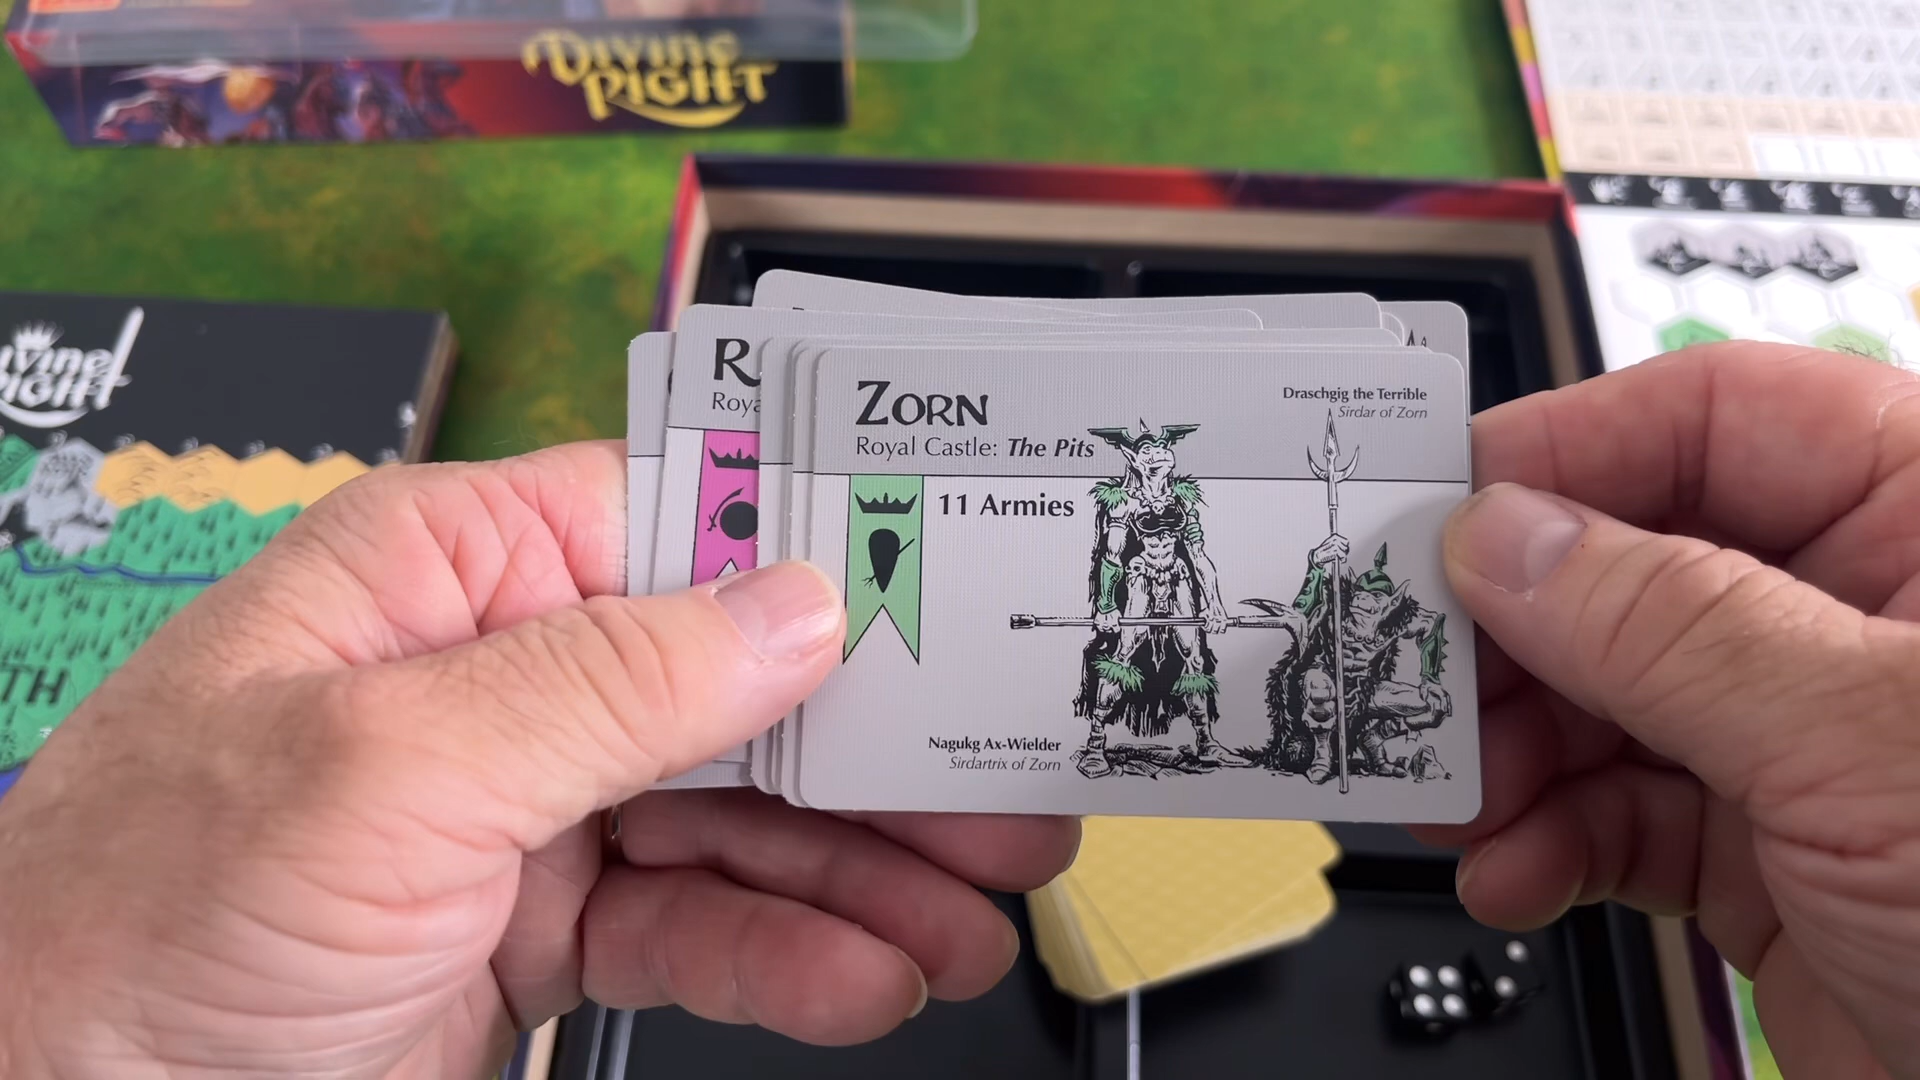 Divine
Right
Divine
Right
R
Roya
Zorn
Royal Castle: The Pits
Draschgig the Terrible
Sirdar of Zorn
11 Armies
Nagukg Ax-Wielder
Sirdartrix of Zorn
TH